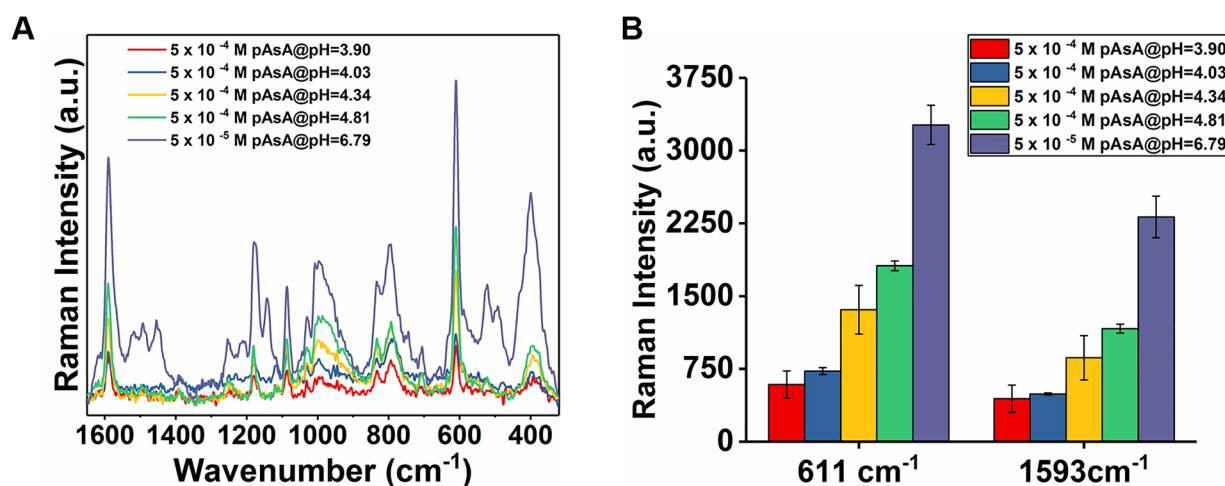 A
5 x 10 -4 M pAsA@pH=3.90
5 x 10 -4 M pAsA@pH=4.03
5 x 10 -4 M pAsA@pH=4.34
5 x 10 -4 M pAsA@pH=4.81
5 x 10 -5 M pAsA@pH=6.79
Raman Intensity (a.u.)
1600 1400 1200 1000 800 600 400
Wavenumber (cm-1)
B
5 x 10 -4 M pAsA@pH=3.90
5 x 10 -4 M pAsA@pH=4.03
5 x 10 -4 M pAsA@pH=4.34
5 x 10 -4 M pAsA@pH=4.81
5 x 10 -5 M pAsA@pH=6.79
Raman Intensity (a.u.)
3750
3000
2250
1500
750
0
611 cm-1 1593cm-1